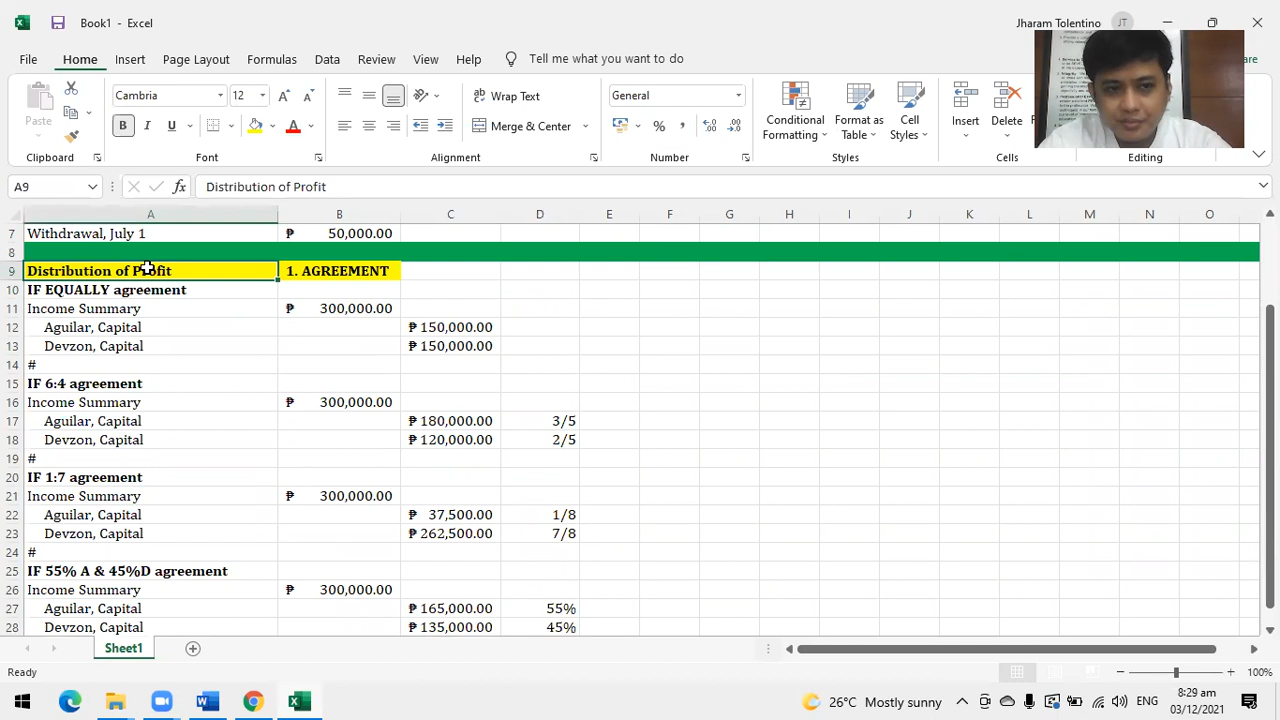 Book1 - Excel
Jharam Tolentino
JT
File Home Insert Page Layout Formulas Data Review View Help Tell me what you want to do
Cambria 12
Wrap Text
General
Paste
Merge & Center
Conditional Formatting
Format as Table
Cell Styles
Insert
Delete
Clipboard Font Alignment Number Styles Cells Editing
A9 fx Distribution of Profit
A B C D E F G H I J K L M N O
7 Withdrawal, July 1 ₱ 50,000.00
8
9 Distribution of Profit 1. AGREEMENT
10 IF EQUALLY agreement
11 Income Summary ₱ 300,000.00
12 Aguilar, Capital ₱ 150,000.00
13 Devzon, Capital ₱ 150,000.00
14 #
15 IF 6:4 agreement
16 Income Summary ₱ 300,000.00
17 Aguilar, Capital ₱ 180,000.00 3/5
18 Devzon, Capital ₱ 120,000.00 2/5
19 #
20 IF 1:7 agreement
21 Income Summary ₱ 300,000.00
22 Aguilar, Capital ₱ 37,500.00 1/8
23 Devzon, Capital ₱ 262,500.00 7/8
24 #
25 IF 55% A & 45%D agreement
26 Income Summary ₱ 300,000.00
27 Aguilar, Capital ₱ 165,000.00 55%
28 Devzon, Capital ₱ 135,000.00 45%
Sheet1
Ready
100%
26°C Mostly sunny
ENG
8:29 am
03/12/2021